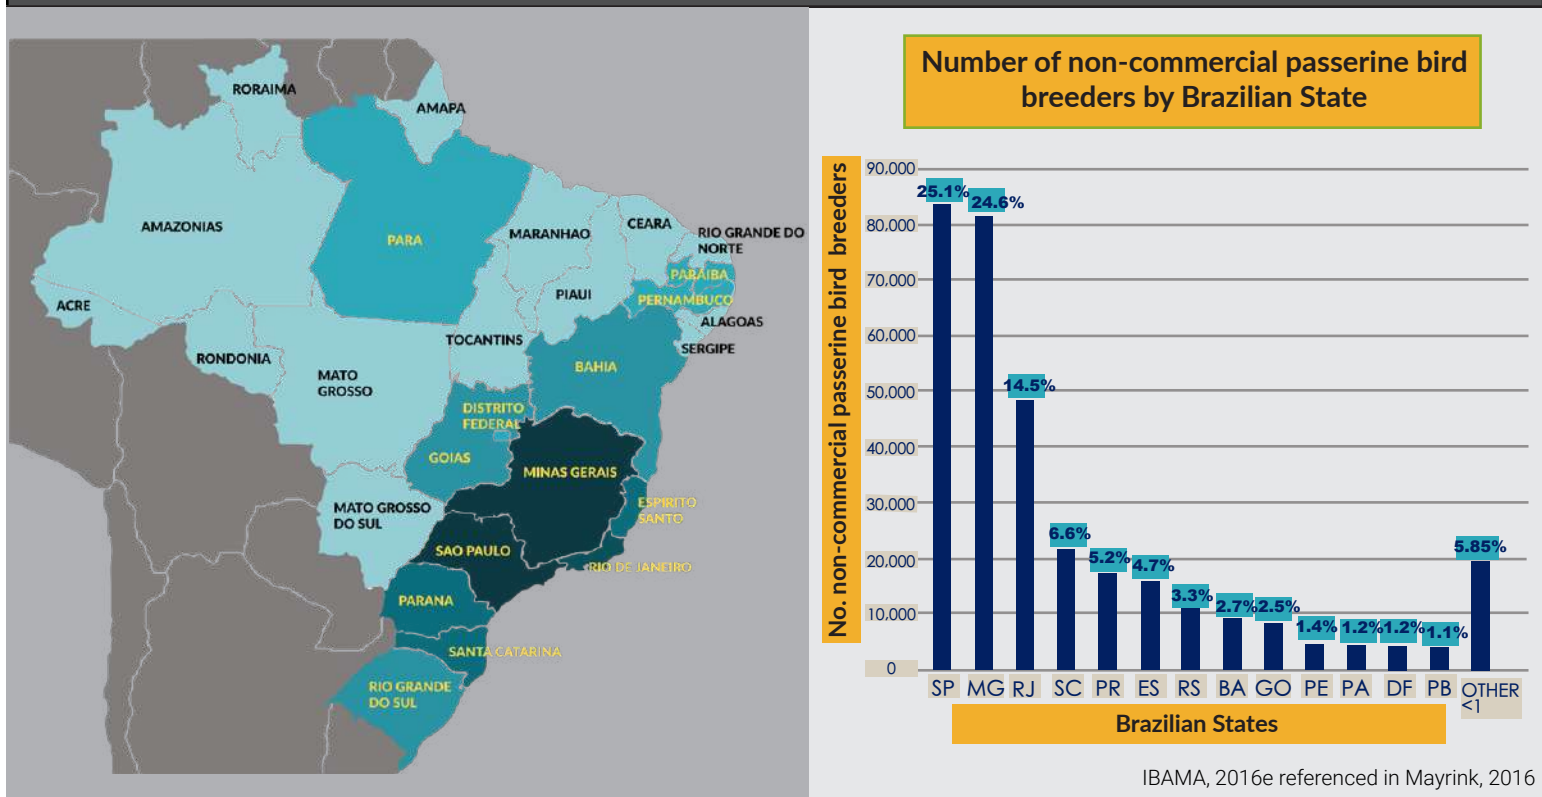 RORAIMA
AMAPA
AMAZONIAS
PARA
MARANHAO
CEARA
RIO GRANDE DO
NORTE
PARAIBA
PERNAMBUCO
PIAUI
ACRE
ALAGOAS
SERGIPE
TOCANTINS
RONDONIA
MATO
GROSSO
BAHIA
DISTRITO
FEDERAL
GOIAS
MINAS GERAIS
MATO GROSSO
DO SUL
ESPIRITO
SANTO
SAO PAULO
RIO DE JANEIRO
PARANA
SANTA CATARINA
RIO GRANDE
DO SUL
Number of non-commercial passerine bird
breeders by Brazilian State
No. non-commercial passerine bird breeders
90,000
80,000
70,000
60,000
50,000
40,000
30,000
20,000
10,000
0
25.1%
24.6%
14.5%
6.6%
5.2%
4.7%
3.3%
2.7%
2.5%
1.4%
1.2%
1.2%
1.1%
5.85%
SP MG RJ SC PR ES RS BA GO PE PA DF PB OTHER
<1
Brazilian States
IBAMA, 2016e referenced in Mayrink, 2016